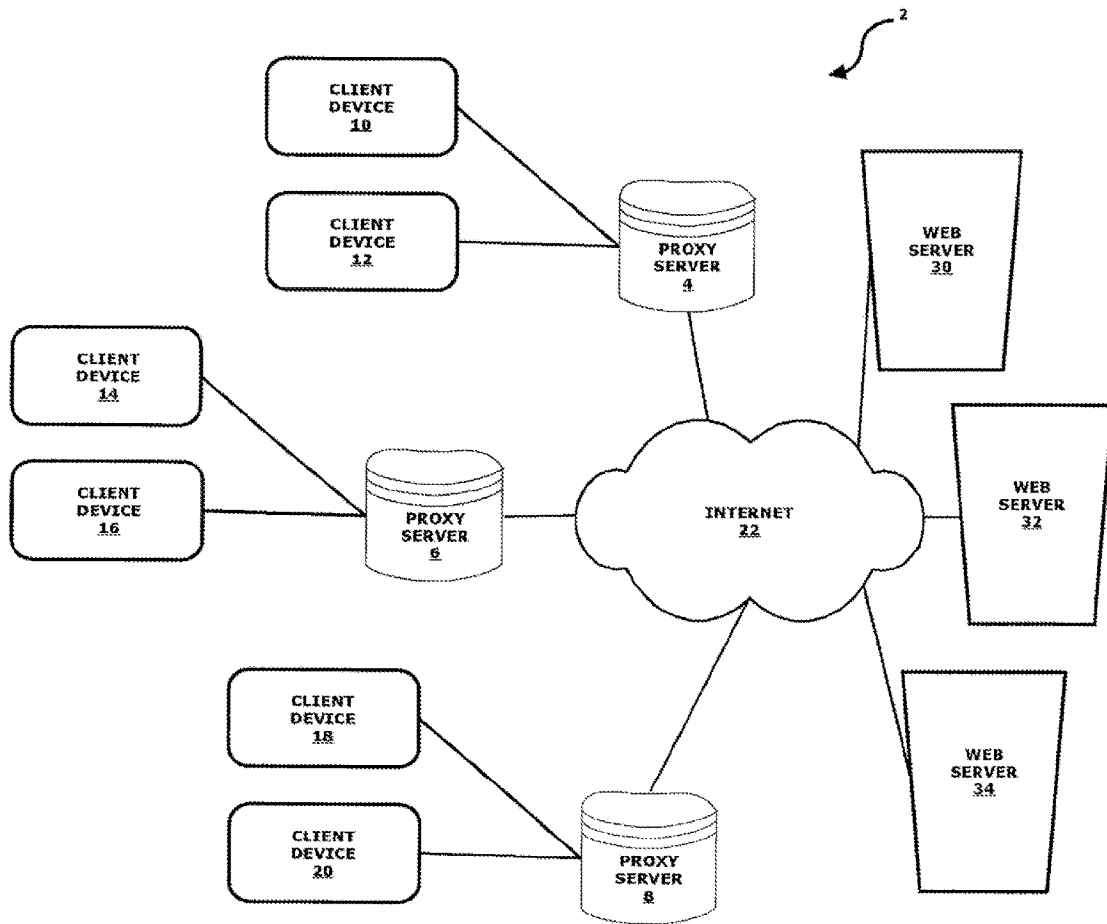 2
CLIENT
DEVICE
10
CLIENT
DEVICE
12
PROXY
SERVER
4
WEB
SERVER
30
CLIENT
DEVICE
14
CLIENT
DEVICE
16
PROXY
SERVER
6
INTERNET
22
WEB
SERVER
32
CLIENT
DEVICE
18
CLIENT
DEVICE
20
PROXY
SERVER
8
WEB
SERVER
34